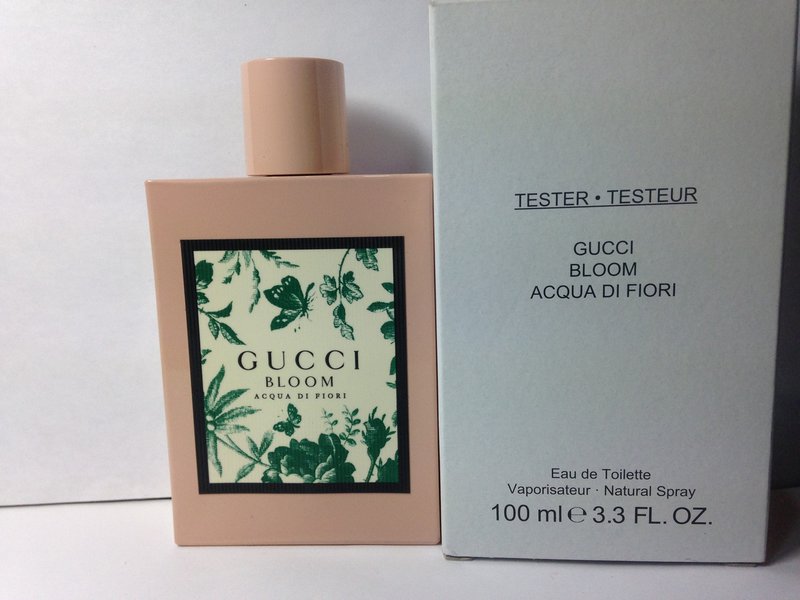 GUCCI
BLOOM
ACQUA DI FIORI
TESTER • TESTEUR
GUCCI
BLOOM
ACQUA DI FIORI
Eau de Toilette
Vaporisateur · Natural Spray
100 ml ℮ 3.3 FL. OZ.